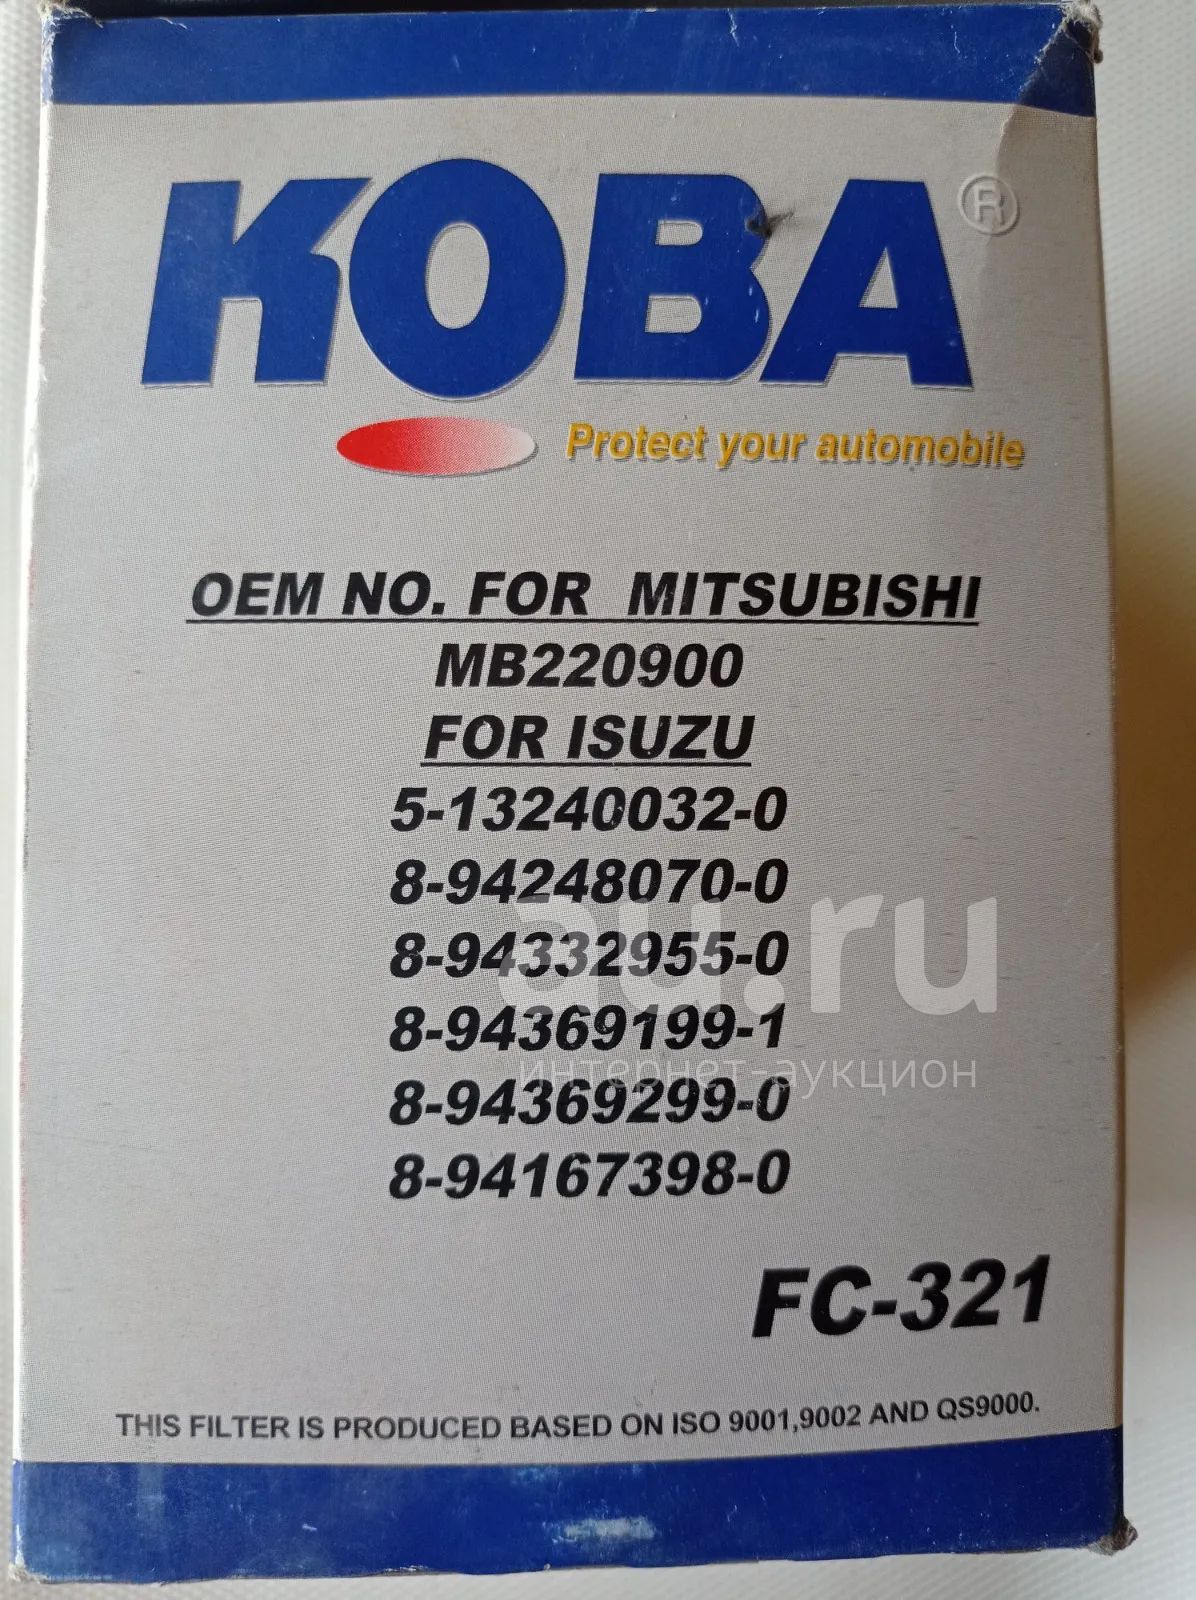 KOBA®
Protect your automobile
OEM NO. FOR MITSUBISHI
MB220900
FOR ISUZU
5-13240032-0
8-94248070-0
8-94332955-0
8-94369199-1
8-94369299-0
8-94167398-0
au.ru
интернет-аукцион
FC-321
THIS FILTER IS PRODUCED BASED ON ISO 9001,9002 AND QS9000.